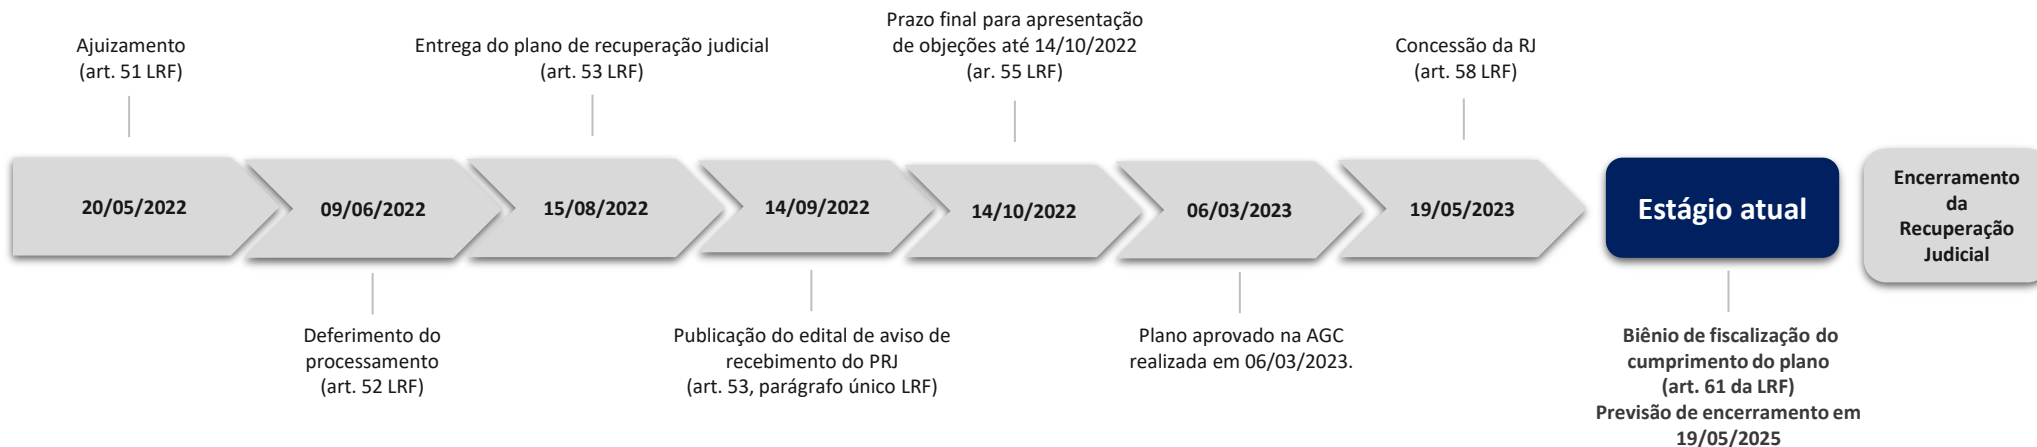 Ajuizamento
(art. 51 LRF)
Entrega do plano de recuperação judicial
(art. 53 LRF)
Prazo final para apresentação
de objeções até 14/10/2022
(ar. 55 LRF)
Concessão da RJ
(art. 58 LRF)
20/05/2022
09/06/2022
15/08/2022
14/09/2022
14/10/2022
06/03/2023
19/05/2023
Estágio atual
Encerramento
da
Recuperação
Judicial
Deferimento do
processamento
(art. 52 LRF)
Publicação do edital de aviso de
recebimento do PRJ
(art. 53, parágrafo único LRF)
Plano aprovado na AGC
realizada em 06/03/2023.
Biênio de fiscalização do
cumprimento do plano
(art. 61 da LRF)
Previsão de encerramento em
19/05/2025